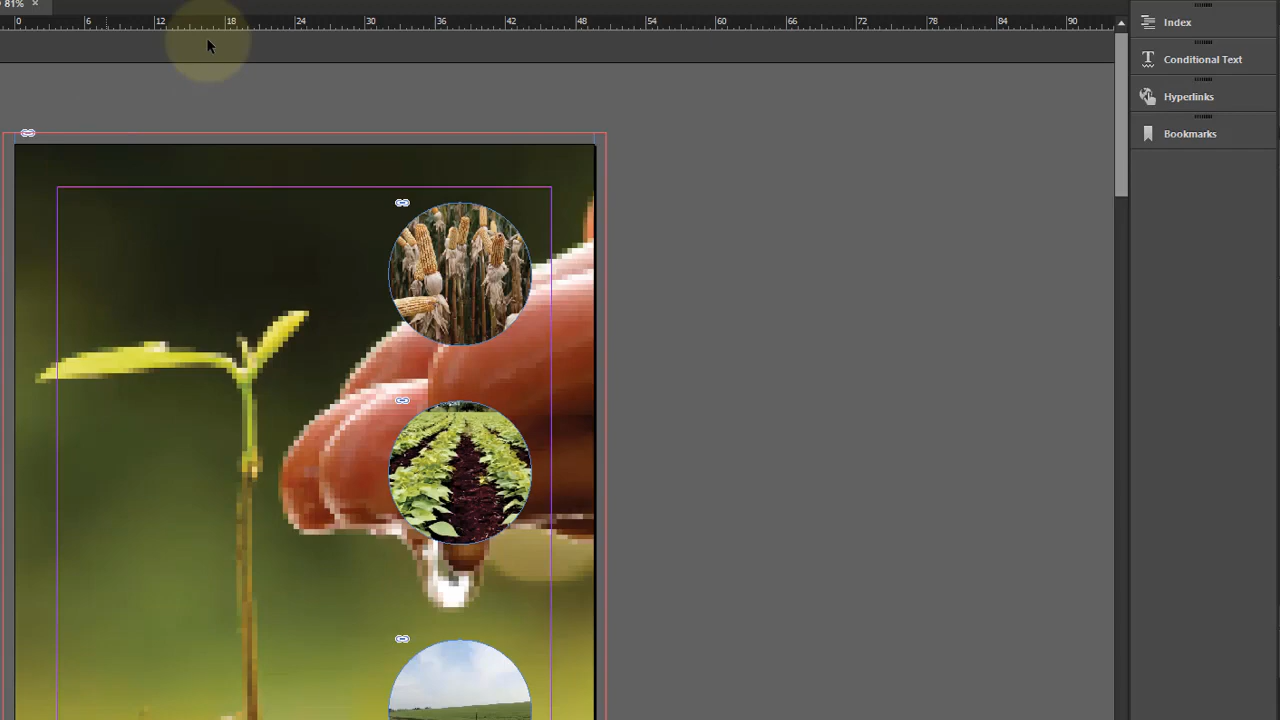 81% ×
0 6 12 18 24 30 36 42 48 54 60 66 72 78 84 90
Index
Conditional Text
Hyperlinks
Bookmarks